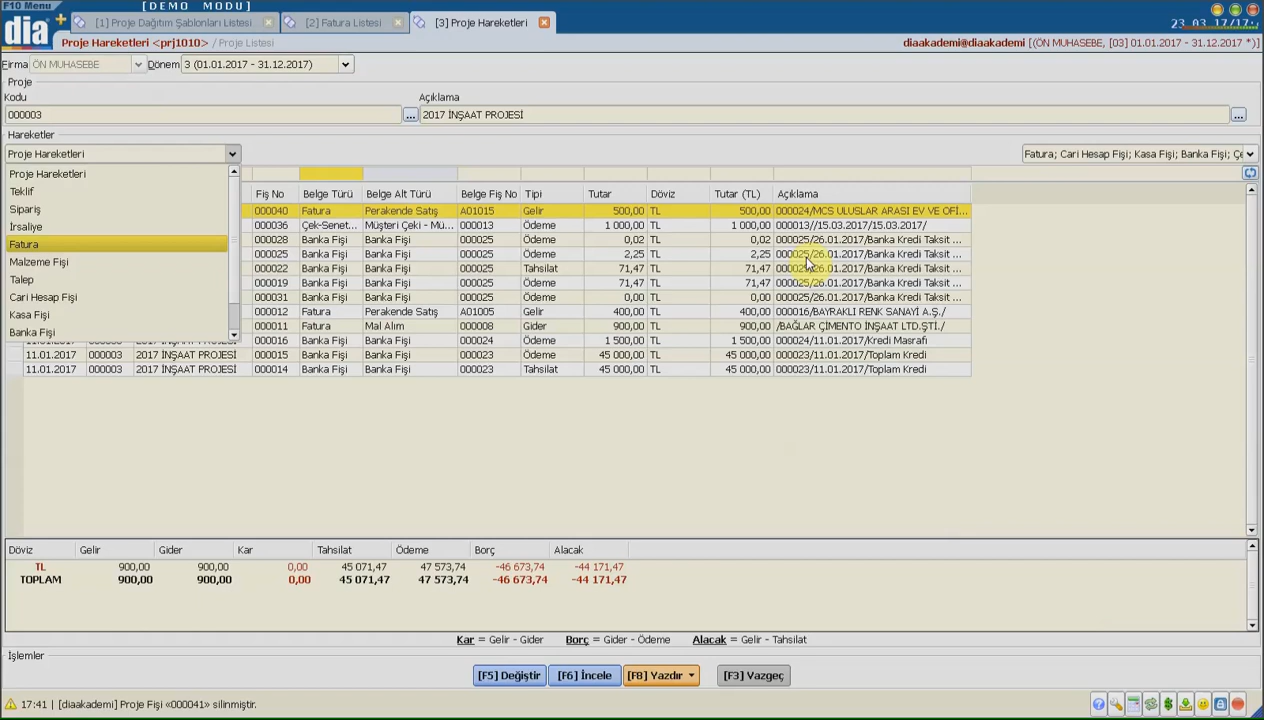 F10 Menu
[DEMO MODU]
dia
[1] Proje Dağıtım Şablonları Listesi
[2] Fatura Listesi
[3] Proje Hareketleri
Proje Hareketleri <prj1010> / Proje Listesi
diaakademi@diaakademi [(ÖN MUHASEBE, [03] 01.01.2017 - 31.12.2017 *)]
Firma ÖN MUHASEBE Dönem 3 (01.01.2017 - 31.12.2017)
Proje
Kodu Açıklama
000003 ... 2017 İNŞAAT PROJESİ ...
Hareketler
Proje Hareketleri
Fatura; Cari Hesap Fişi; Kasa Fişi; Banka Fişi; Çe
Proje Hareketleri
Teklif
Sipariş
İrsaliye
Fatura
Malzeme Fişi
Talep
Cari Hesap Fişi
Kasa Fişi
Banka Fişi
Fiş No Belge Türü Belge Alt Türü Belge Fiş No Tipi Tutar Döviz Tutar (TL) Açıklama
000040 Fatura Perakende Satış A01015 Gelir 500,00 TL 500,00 000024/MCS ULUSLAR ARASI EV VE OFİ...
000036 Çek-Senet... Müşteri Çeki - Mü... 000013 Ödeme 1 000,00 TL 1 000,00 000013//15.03.2017/15.03.2017/
000028 Banka Fişi Banka Fişi 000025 Ödeme 0,02 TL 0,02 000025/26.01.2017/Banka Kredi Taksit ...
000025 Banka Fişi Banka Fişi 000025 Ödeme 2,25 TL 2,25 000025/26.01.2017/Banka Kredi Taksit ...
000022 Banka Fişi Banka Fişi 000025 Tahsilat 71,47 TL 71,47 000025/26.01.2017/Banka Kredi Taksit ...
000019 Banka Fişi Banka Fişi 000025 Ödeme 71,47 TL 71,47 000025/26.01.2017/Banka Kredi Taksit ...
000031 Banka Fişi Banka Fişi 000025 Ödeme 0,00 TL 0,00 000025/26.01.2017/Banka Kredi Taksit ...
000012 Fatura Perakende Satış A01005 Gelir 400,00 TL 400,00 000016/BAYRAKLI RENK SANAYİ A.Ş./
000011 Fatura Mal Alım 000008 Gider 900,00 TL 900,00 /BAĞLAR ÇİMENTO İNŞAAT LTD.ŞTİ./
11.01.2017 000003 2017 İNŞAAT PROJESİ 000016 Banka Fişi Banka Fişi 000024 Ödeme 1 500,00 TL 1 500,00 000024/11.01.2017/Kredi Masrafi
11.01.2017 000003 2017 İNŞAAT PROJESİ 000015 Banka Fişi Banka Fişi 000023 Ödeme 45 000,00 TL 45 000,00 000023/11.01.2017/Toplam Kredi
11.01.2017 000003 2017 İNŞAAT PROJESİ 000014 Banka Fişi Banka Fişi 000023 Tahsilat 45 000,00 TL 45 000,00 000023/11.01.2017/Toplam Kredi
Döviz Gelir Gider Kar Tahsilat Ödeme Borç Alacak
TL 900,00 900,00 0,00 45 071,47 47 573,74 -46 673,74 -44 171,47
TOPLAM 900,00 900,00 0,00 45 071,47 47 573,74 -46 673,74 -44 171,47
Kar = Gelir - Gider Borç = Gider - Ödeme Alacak = Gelir - Tahsilat
İşlemler
[F5] Değiştir [F6] İncele [F8] Yazdır [F3] Vazgeç
17:41 [diaakademi] Proje Fişi «000041» silinmiştir.